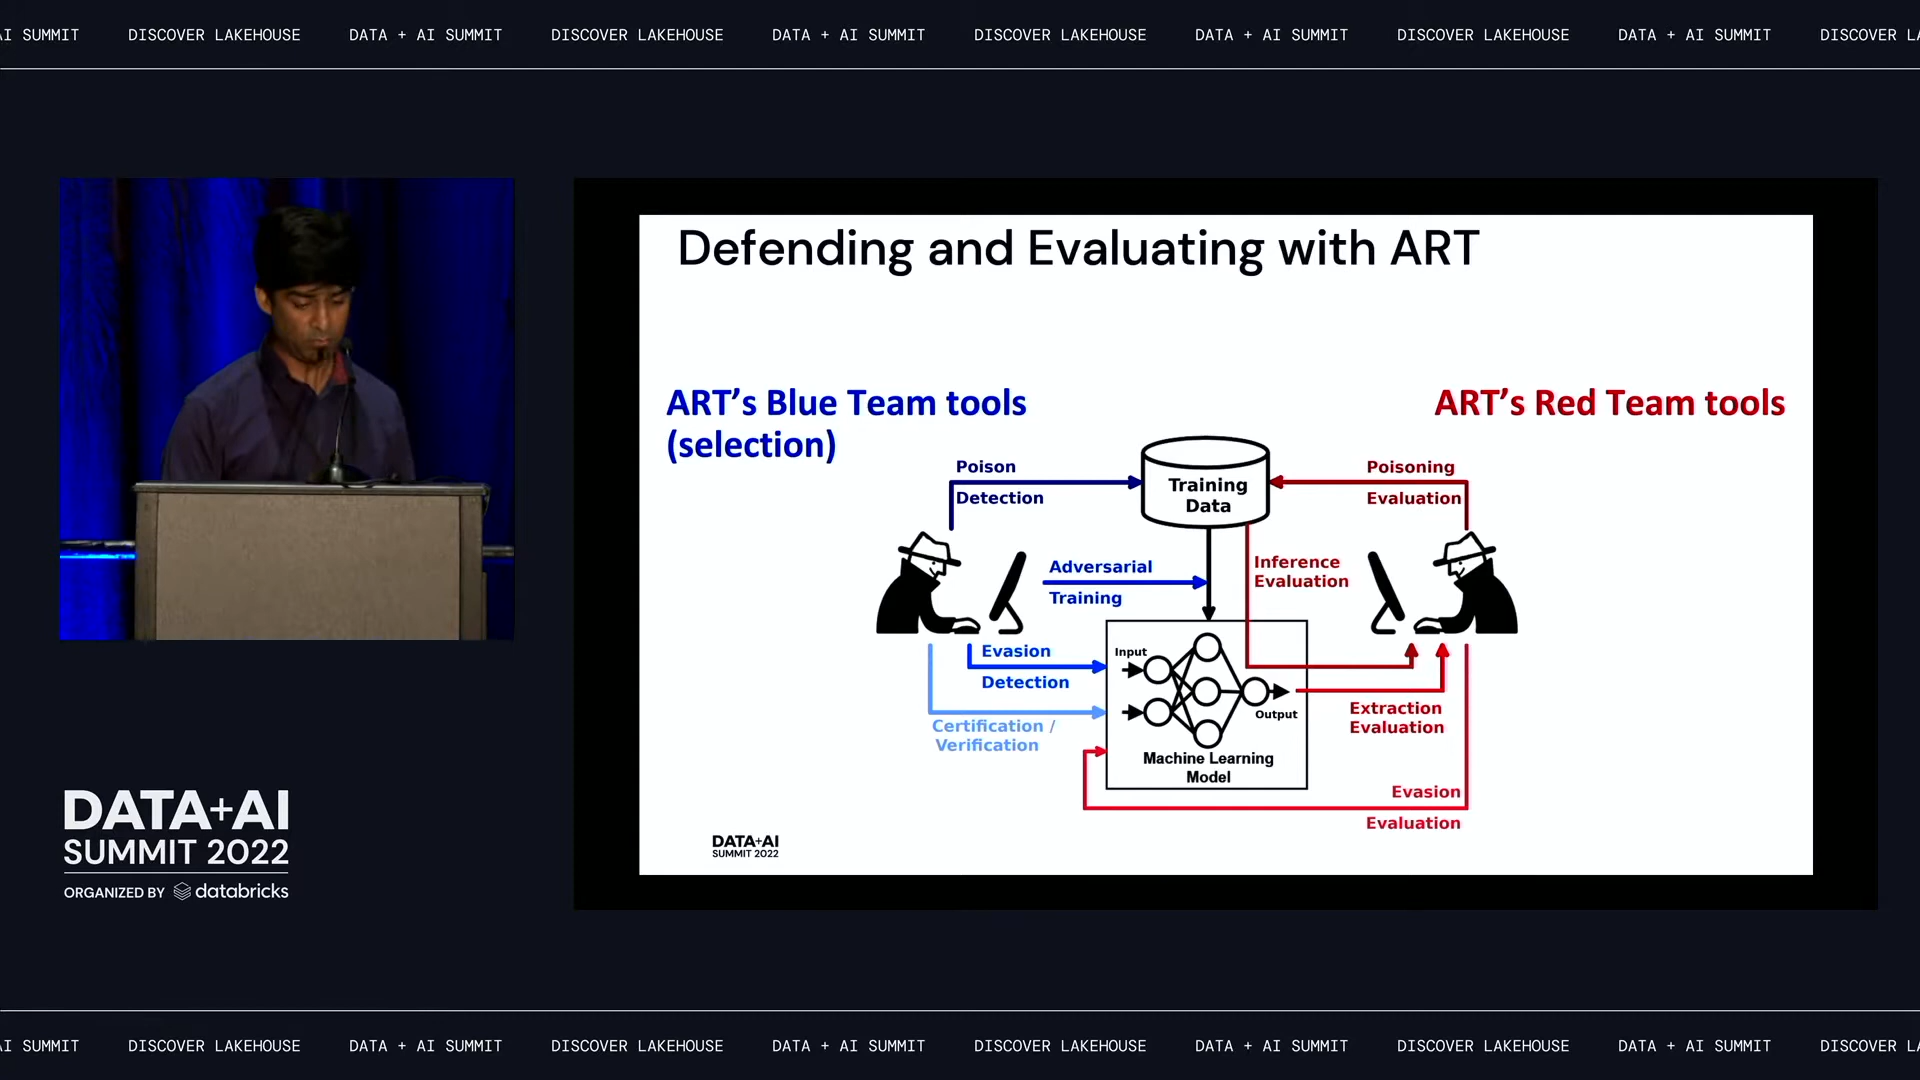 AI SUMMIT DISCOVER LAKEHOUSE DATA + AI SUMMIT DISCOVER LAKEHOUSE DATA + AI SUMMIT DISCOVER LAKEHOUSE DATA + AI SUMMIT DISCOVER LAKEHOUSE DATA + AI SUMMIT DISCOVER LA
Defending and Evaluating with ART
ART's Blue Team tools
(selection)
ART's Red Team tools
Poison
Detection
Training
Data
Poisoning
Evaluation
Adversarial
Training
Inference
Evaluation
Evasion
Detection
Input
Output
Certification /
Verification
Machine Learning
Model
Extraction
Evaluation
Evasion
Evaluation
DATA+AI
SUMMIT 2022
DATA+AI
SUMMIT 2022
ORGANIZED BY databricks
AI SUMMIT DISCOVER LAKEHOUSE DATA + AI SUMMIT DISCOVER LAKEHOUSE DATA + AI SUMMIT DISCOVER LAKEHOUSE DATA + AI SUMMIT DISCOVER LAKEHOUSE DATA + AI SUMMIT DISCOVER LA